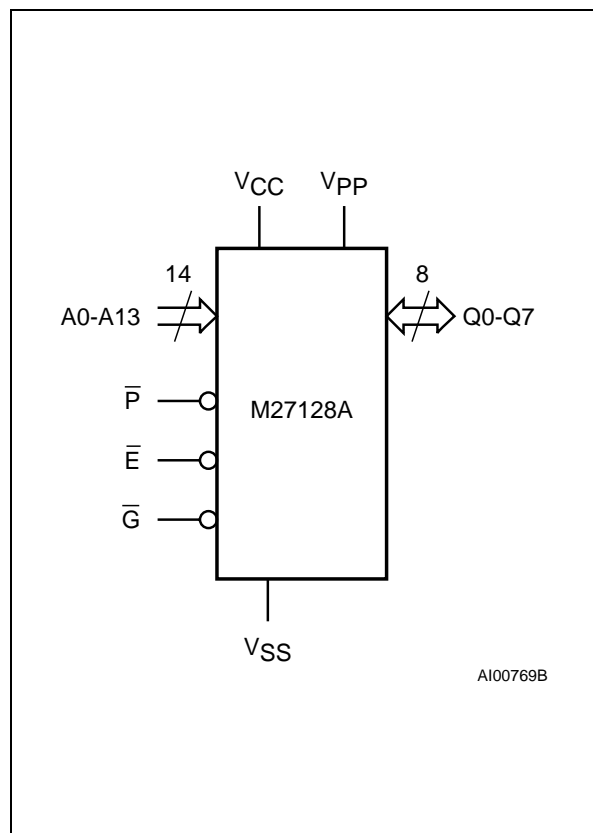 VCC VPP
14 8
A0-A13 Q0-Q7
P̅
M27128A
E̅
G̅
VSS
AI00769B